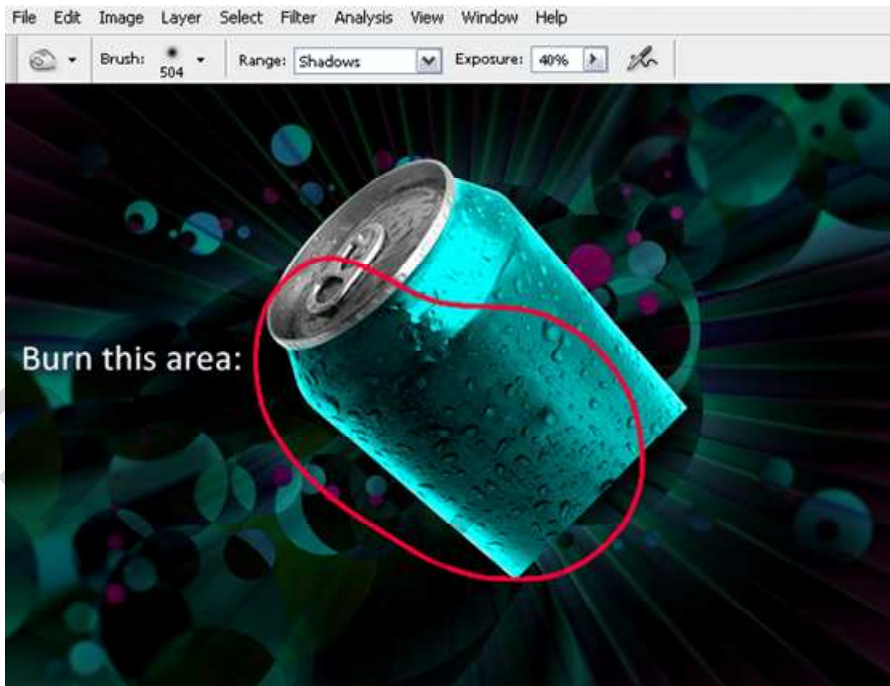 File Edit Image Layer Select Filter Analysis View Window Help
Brush: 504 Range: Shadows Exposure: 40%
Burn this area: